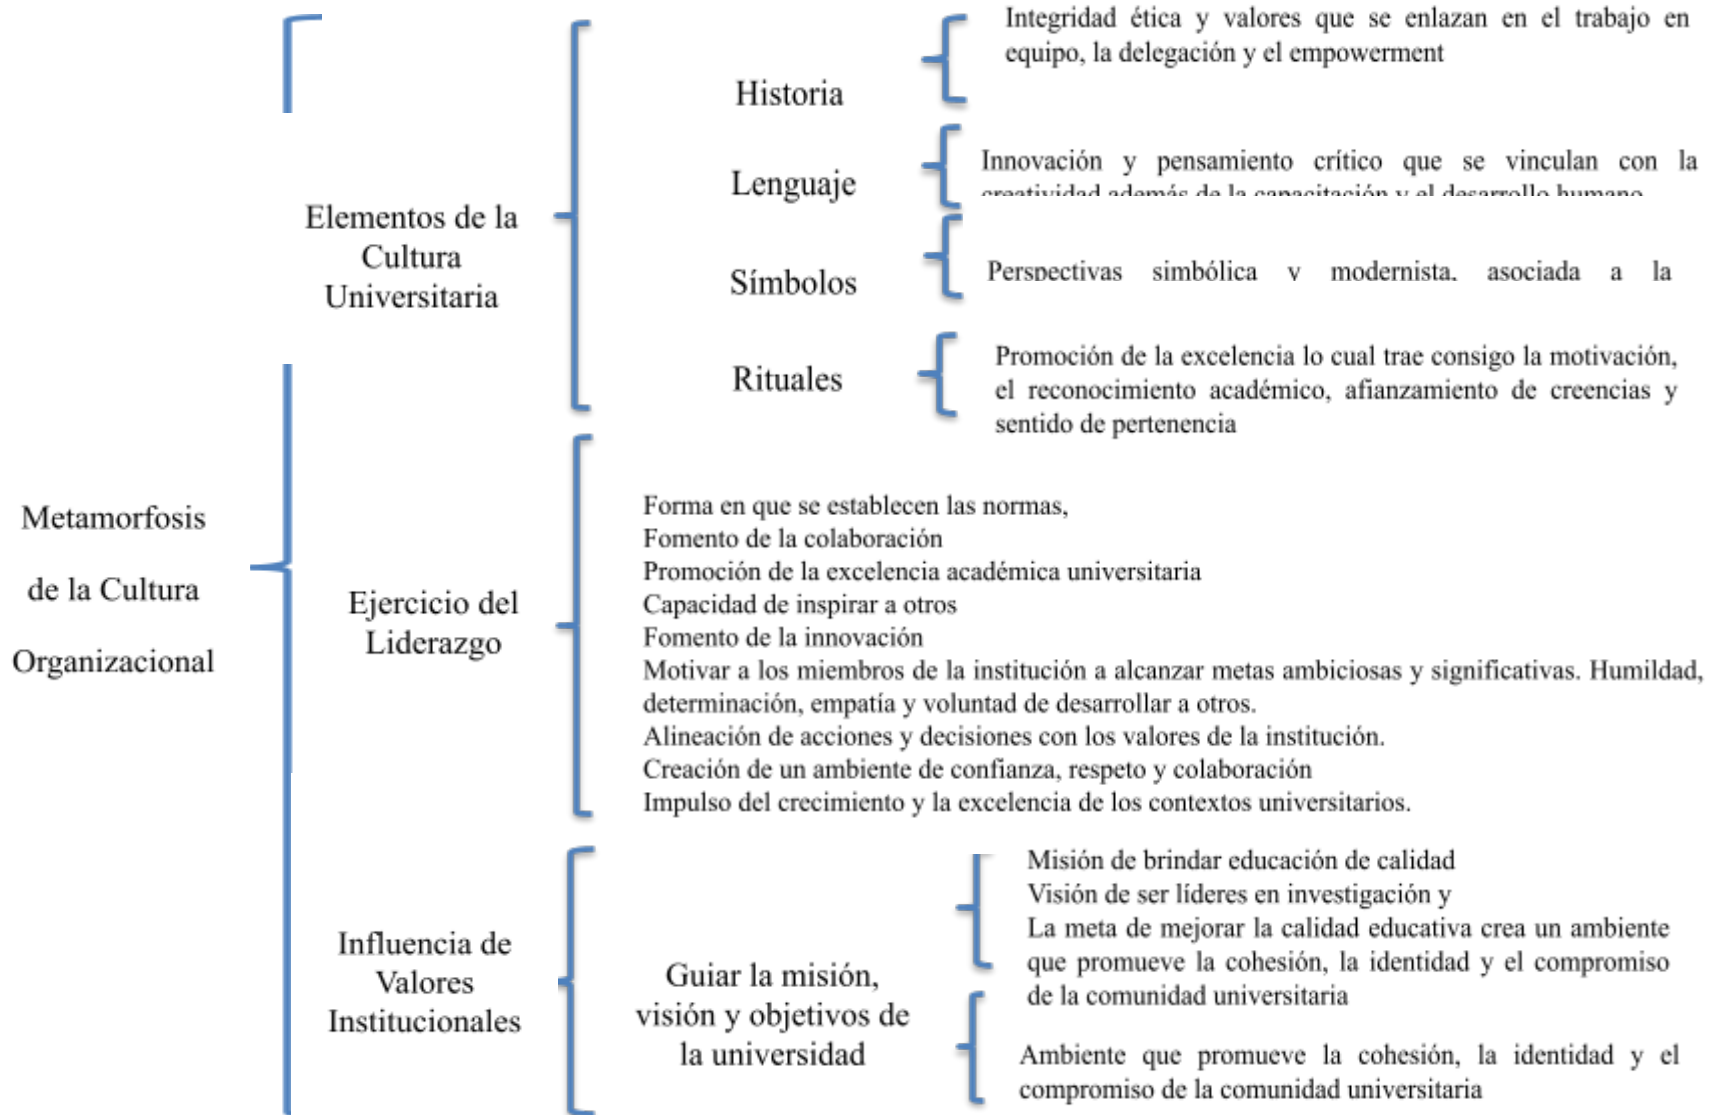 Metamorfosis
de la Cultura
Organizacional
Elementos de la
Cultura
Universitaria
Historia
Integridad ética y valores que se enlazan en el trabajo en
equipo, la delegación y el empowerment
Lenguaje
Innovación y pensamiento crítico que se vinculan con la
creatividad además de la capacitación y el desarrollo humano
Símbolos
Perspectivas simbólica y modernista, asociada a la
Rituales
Promoción de la excelencia lo cual trae consigo la motivación,
el reconocimiento académico, afianzamiento de creencias y
sentido de pertenencia
Ejercicio del
Liderazgo
Forma en que se establecen las normas,
Fomento de la colaboración
Promoción de la excelencia académica universitaria
Capacidad de inspirar a otros
Fomento de la innovación
Motivar a los miembros de la institución a alcanzar metas ambiciosas y significativas. Humildad,
determinación, empatía y voluntad de desarrollar a otros.
Alineación de acciones y decisiones con los valores de la institución.
Creación de un ambiente de confianza, respeto y colaboración
Impulso del crecimiento y la excelencia de los contextos universitarios.
Influencia de
Valores
Institucionales
Guiar la misión,
visión y objetivos de
la universidad
Misión de brindar educación de calidad
Visión de ser líderes en investigación y
La meta de mejorar la calidad educativa crea un ambiente
que promueve la cohesión, la identidad y el compromiso
de la comunidad universitaria
Ambiente que promueve la cohesión, la identidad y el
compromiso de la comunidad universitaria